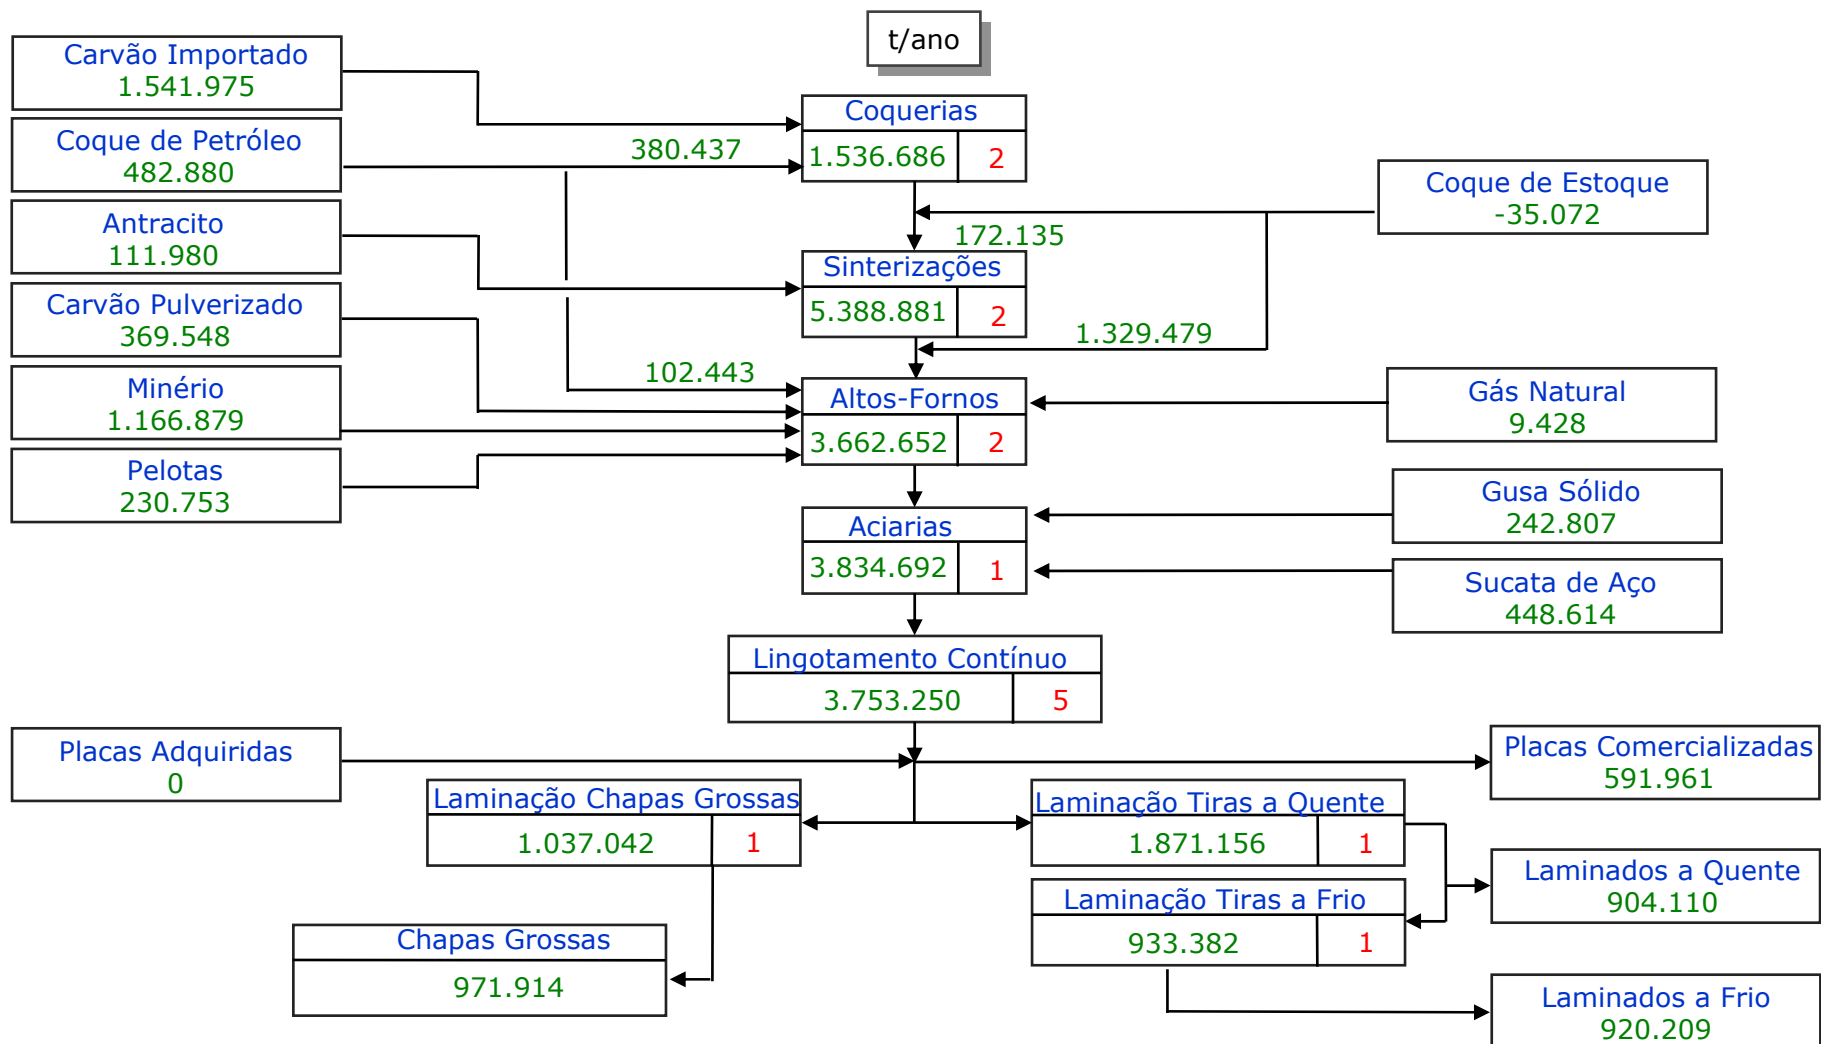 t/ano
Carvão Importado
1.541.975
Coque de Petróleo
482.880
Antracito
111.980
Carvão Pulverizado
369.548
Minério
1.166.879
Pelotas
230.753
380.437
102.443
Coquerias
1.536.686 2
172.135
Sinterizações
5.388.881 2
1.329.479
Altos-Fornos
3.662.652 2
Aciarias
3.834.692 1
Lingotamento Contínuo
3.753.250 5
Coque de Estoque
-35.072
Gás Natural
9.428
Gusa Sólido
242.807
Sucata de Aço
448.614
Placas Adquiridas
0
Placas Comercializadas
591.961
Laminação Chapas Grossas
1.037.042 1
Laminação Tiras a Quente
1.871.156 1
Laminados a Quente
904.110
Laminação Tiras a Frio
933.382 1
Chapas Grossas
971.914
Laminados a Frio
920.209